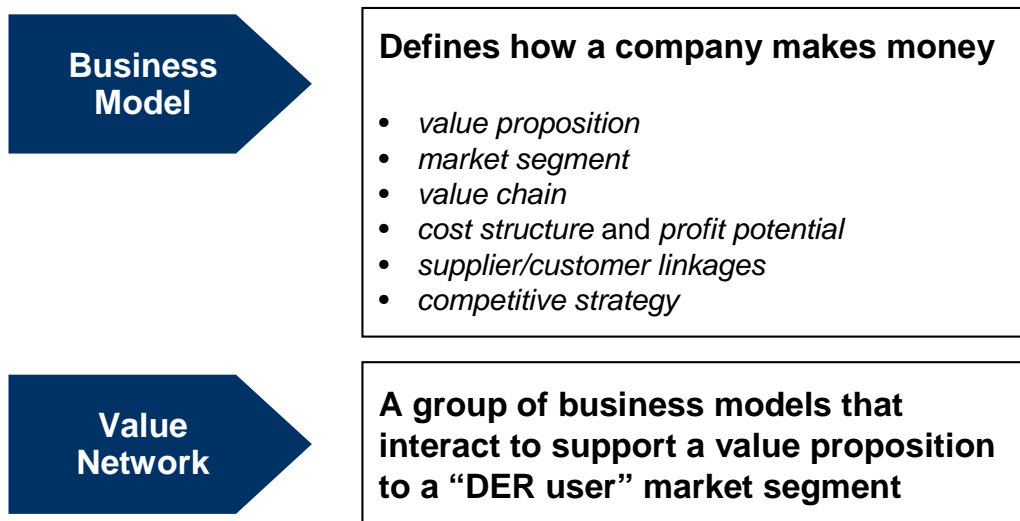 Business
Model
Defines how a company makes money
• value proposition
• market segment
• value chain
• cost structure and profit potential
• supplier/customer linkages
• competitive strategy
Value
Network
A group of business models that
interact to support a value proposition
to a “DER user” market segment